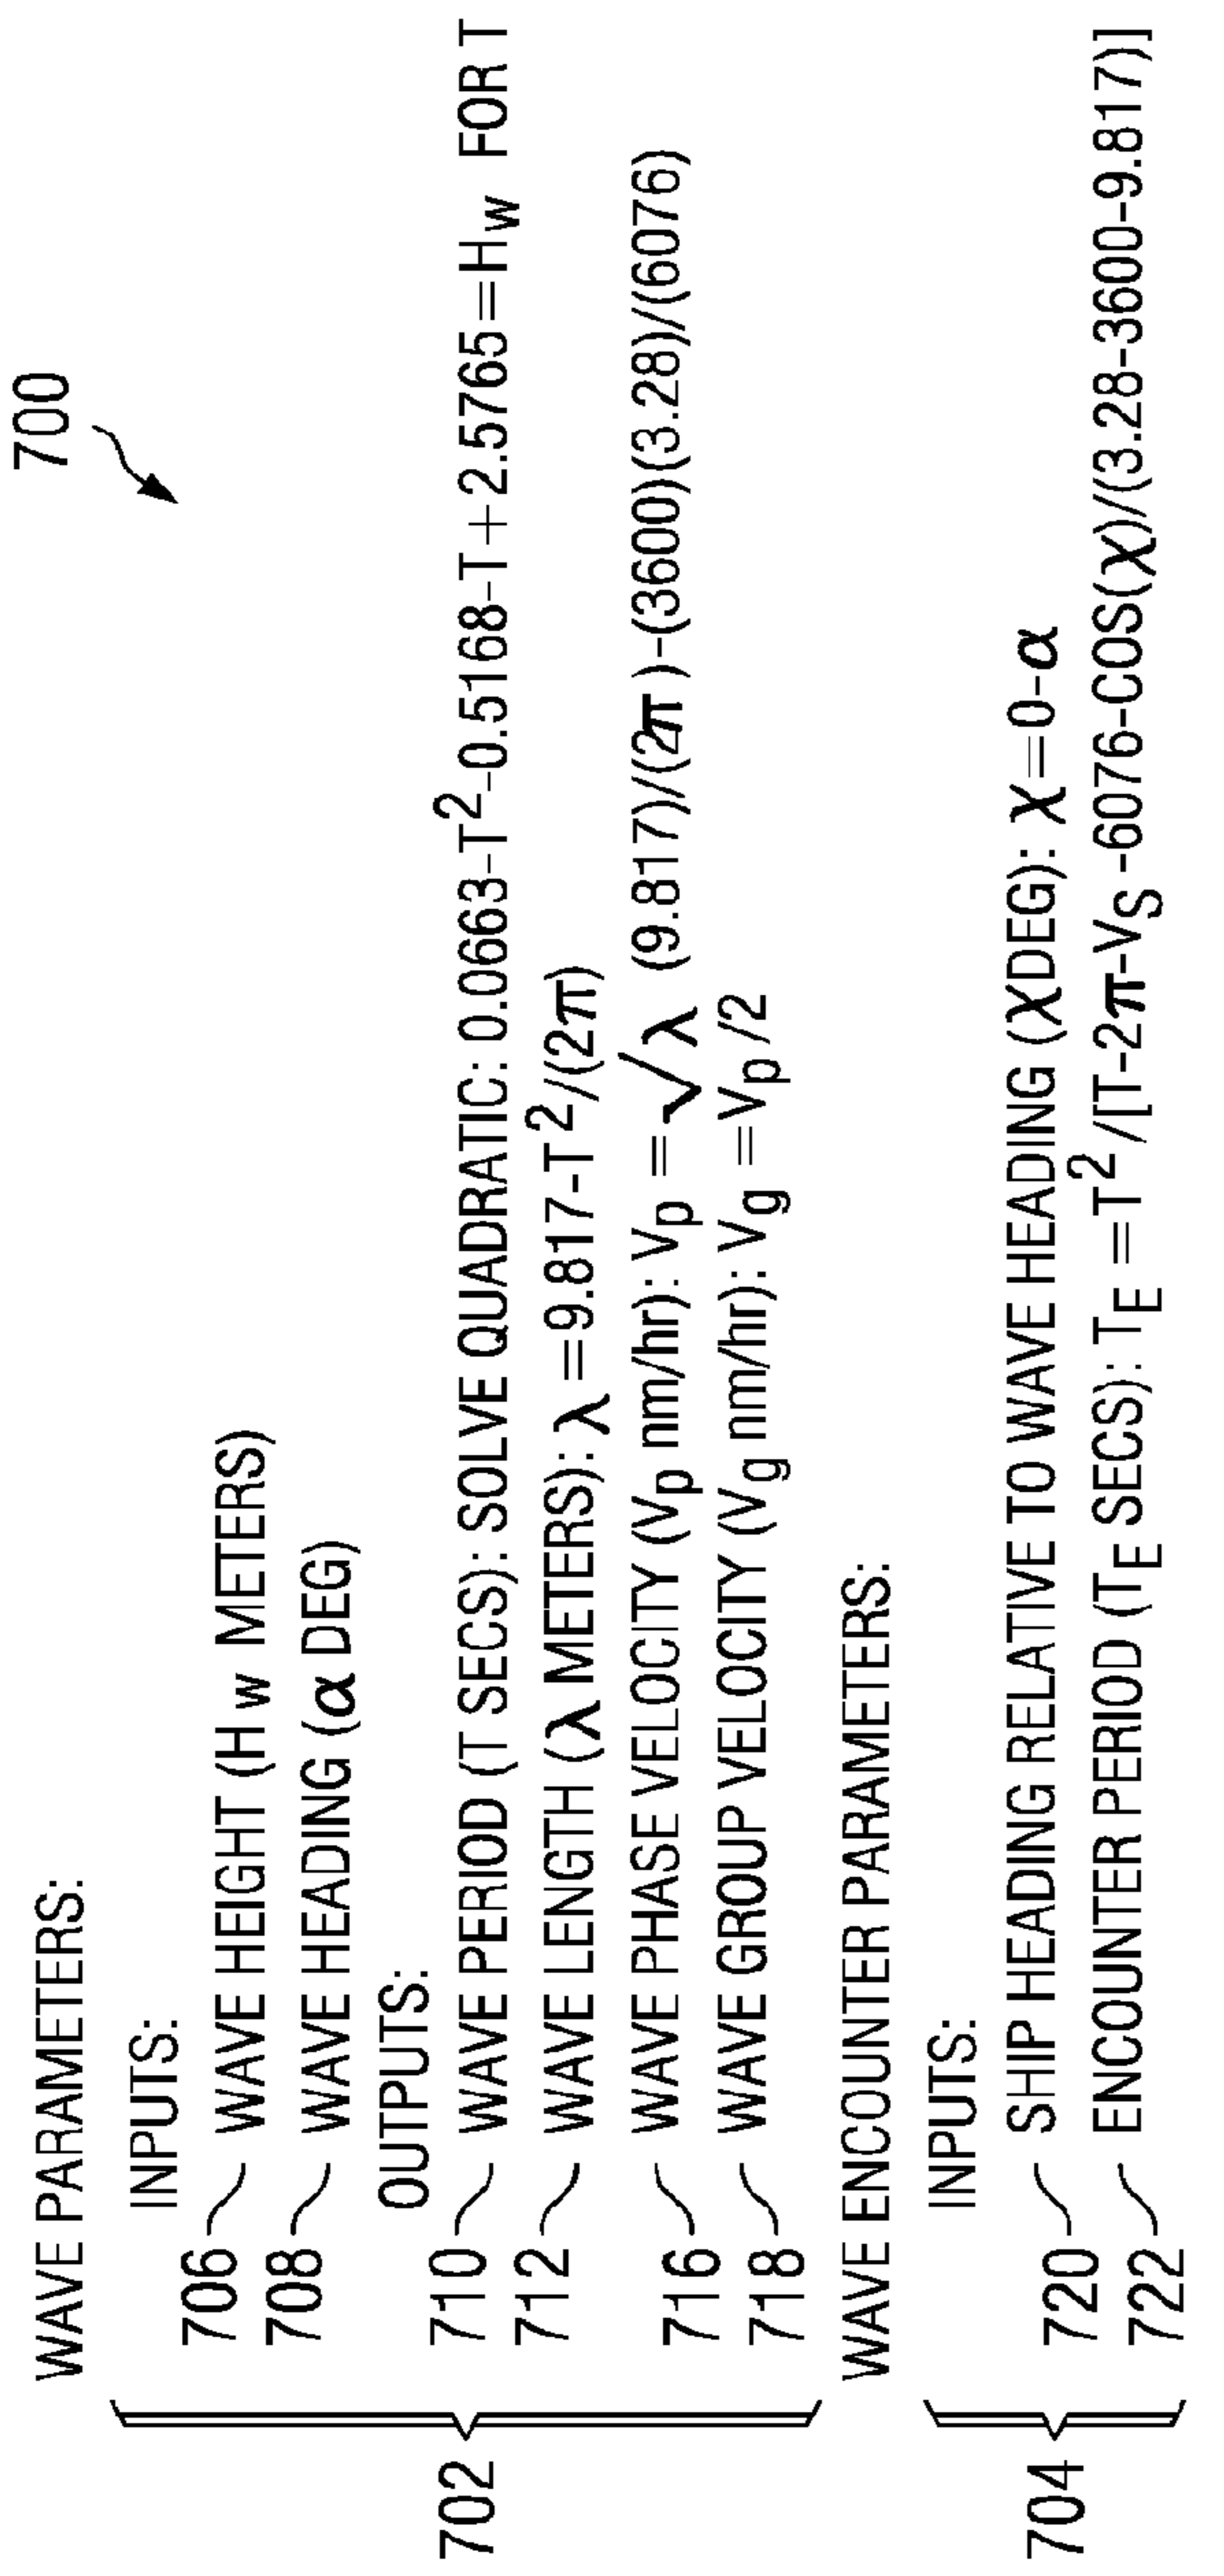 700
WAVE PARAMETERS:
INPUTS:
706 WAVE HEIGHT (Hw METERS)
708 WAVE HEADING (α DEG)
OUTPUTS:
710 WAVE PERIOD (T SECS): SOLVE QUADRATIC: 0.0663-T²-0.5168-T+2.5765=Hw FOR T
712 WAVE LENGTH (λ METERS): λ=9.817-T²/(2π)
716 WAVE PHASE VELOCITY (Vp nm/hr): Vp=√λ (9.817)/(2π)-(3600)(3.28)/(6076)
718 WAVE GROUP VELOCITY (Vg nm/hr): Vg=Vp/2
702
WAVE ENCOUNTER PARAMETERS:
INPUTS:
720 SHIP HEADING RELATIVE TO WAVE HEADING (χDEG): χ=0-α
722 ENCOUNTER PERIOD (TE SECS): TE=T²/[T-2π-VS-6076-COS(χ)/(3.28-3600-9.817)]
704